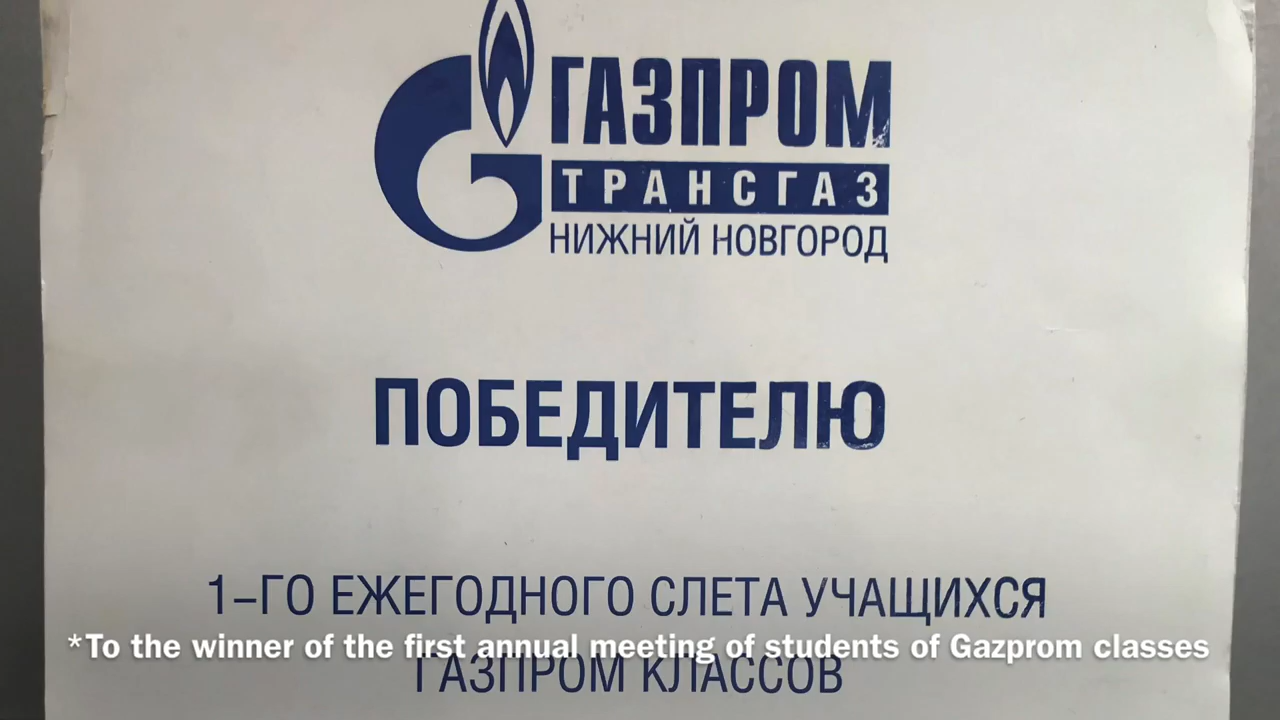 ГАЗПРОМ
ТРАНСГАЗ
НИЖНИЙ НОВГОРОД
ПОБЕДИТЕЛЮ
1-ГО ЕЖЕГОДНОГО СЛЕТА УЧАЩИХСЯ
*To the winner of the first annual meeting of students of Gazprom classes
ГАЗПРОМ КЛАССОВ